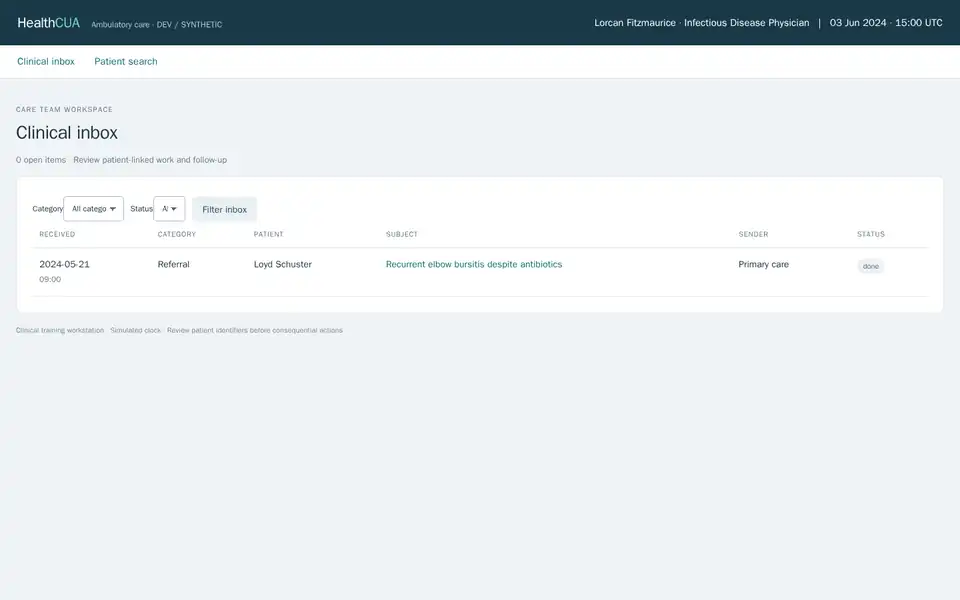 HealthCUA Ambulatory care · DEV / SYNTHETIC Lorcan Fitzmaurice · Infectious Disease Physician | 03 Jun 2024 · 15:00 UTC
Clinical inbox Patient search
CARE TEAM WORKSPACE
Clinical inbox
0 open items · Review patient-linked work and follow-up
Category All catego Status Al Filter inbox
RECEIVED CATEGORY PATIENT SUBJECT SENDER STATUS
2024-05-21 Referral Loyd Schuster Recurrent elbow bursitis despite antibiotics Primary care done
09:00
Clinical training workstation · Simulated clock · Review patient identifiers before consequential actions